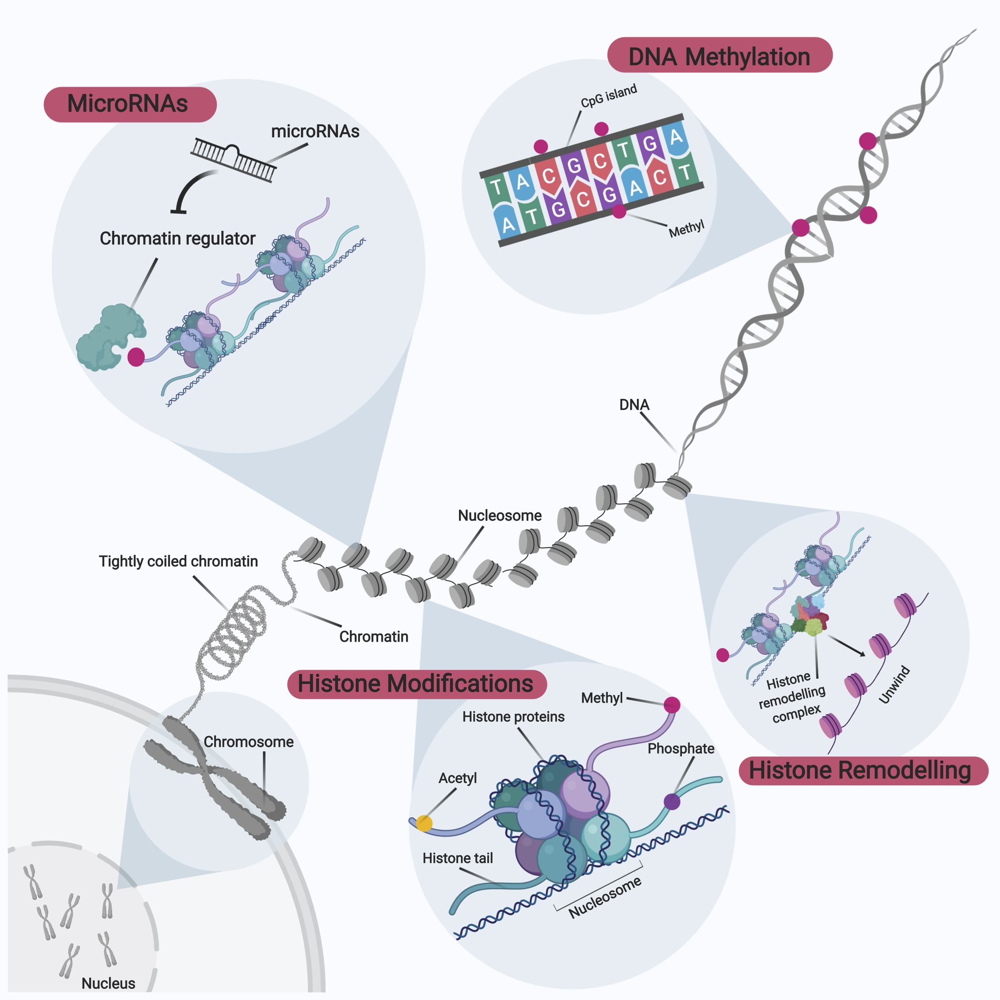 DNA Methylation
CpG island
T A C G C T G A
A T G C G A C T
Methyl
MicroRNAs
microRNAs
Chromatin regulator
DNA
Nucleosome
Tightly coiled chromatin
Chromatin
Histone Modifications
Methyl
Histone proteins
Phosphate
Acetyl
Histone tail
Nucleosome
Histone
remodelling
complex
Unwind
Histone Remodelling
Chromosome
Nucleus